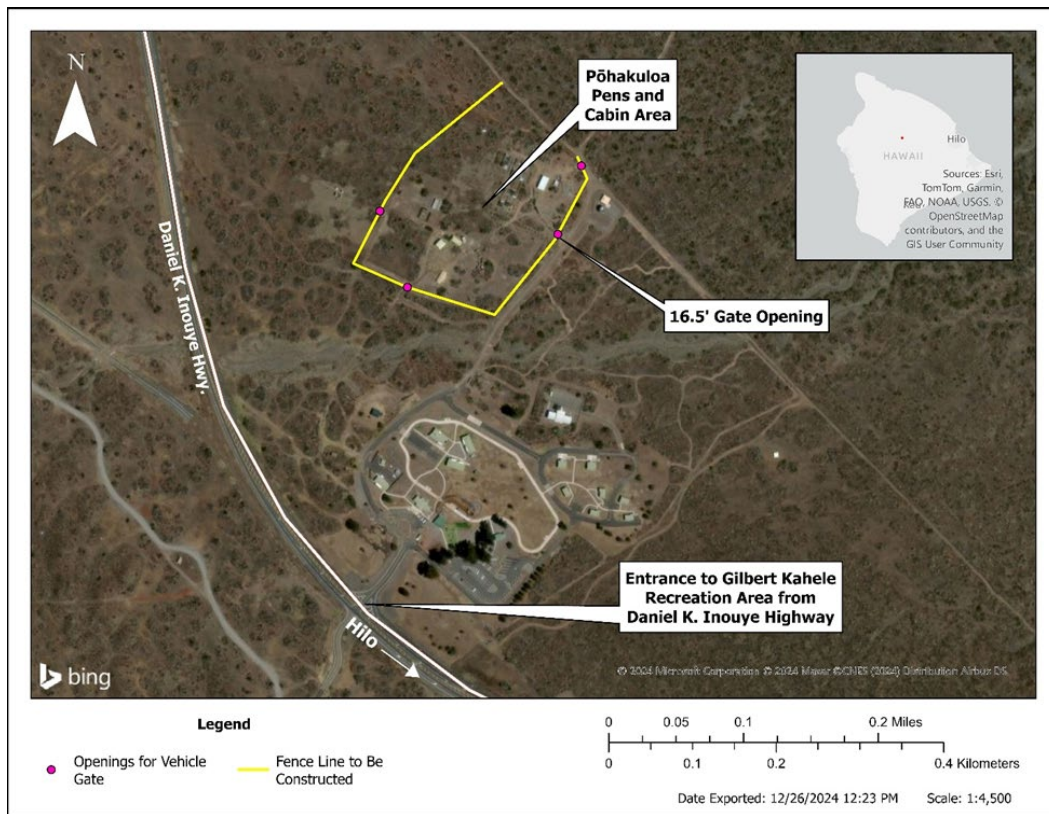 N
Pōhakuloa
Pens and
Cabin Area
Hilo
HAWAII
Sources: Esri,
TomTom, Garmin,
FAO, NOAA, USGS, ©
OpenStreetMap
contributors, and the
GIS User Community
Daniel K. Inouye Hwy.
16.5' Gate Opening
Entrance to Gilbert Kahele
Recreation Area from
Daniel K. Inouye Highway
Hilo
bing
© 2024 Microsoft Corporation © 2024 Maxar ©CNES (2024) Distribution Airbus DS
Legend
Openings for Vehicle
Gate
Fence Line to Be
Constructed
0 0.05 0.1 0.2 Miles
0 0.1 0.2 0.4 Kilometers
Date Exported: 12/26/2024 12:23 PM Scale: 1:4,500